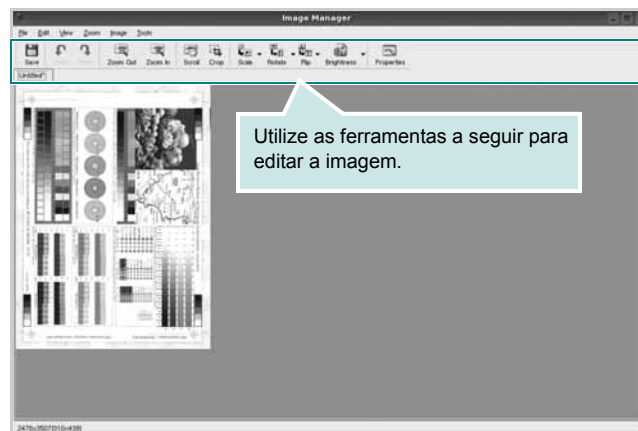 Image Manager
File Edit View Zoom Image Tools
Save Zoom Out Zoom In Scroll Crop Scale Rotate Flip Brightness Properties
Untitled*
Utilize as ferramentas a seguir para
editar a imagem.